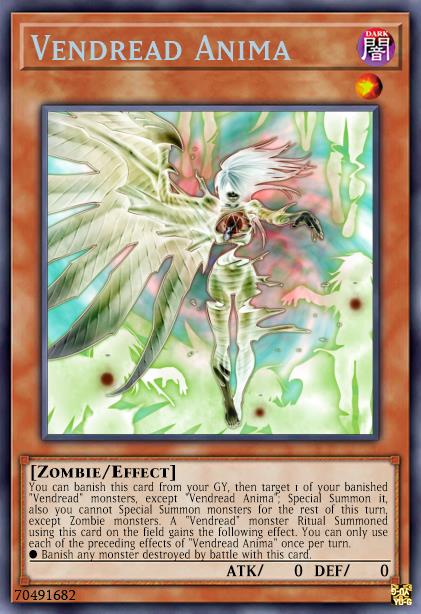 VENDREAD ANIMA
DARK
闇
[ZOMBIE/EFFECT]
You can banish this card from your GY, then target 1 of your banished
"Vendread" monsters, except "Vendread Anima"; Special Summon it,
also you cannot Special Summon monsters for the rest of this turn,
except Zombie monsters. A "Vendread" monster Ritual Summoned
using this card on the field gains the following effect. You can only use
each of the preceding effects of "Vendread Anima" once per turn.
● Banish any monster destroyed by battle with this card.
ATK/ 0 DEF/ 0
70491682